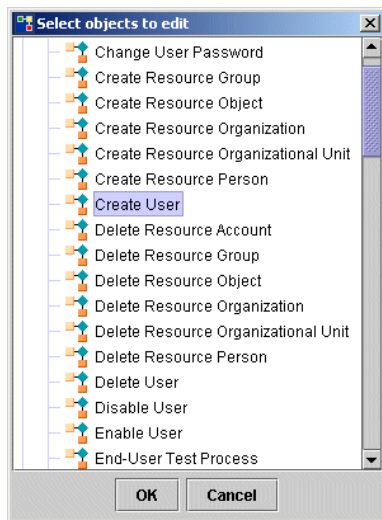 Select objects to edit
Change User Password
Create Resource Group
Create Resource Object
Create Resource Organization
Create Resource Organizational Unit
Create Resource Person
Create User
Delete Resource Account
Delete Resource Group
Delete Resource Object
Delete Resource Organization
Delete Resource Organizational Unit
Delete Resource Person
Delete User
Disable User
Enable User
End-User Test Process
OK Cancel